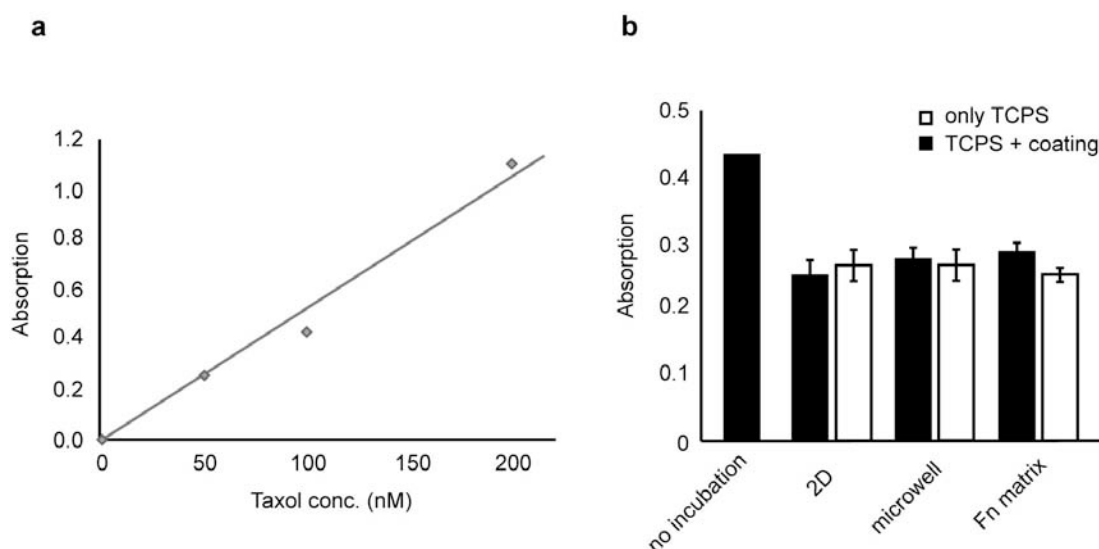 a
1.2
1.0
0.8
0.6
0.4
0.2
0.0
Absorption
0 50 100 150 200
Taxol conc. (nM)
b
0.5
0.4
0.3
0.2
0.1
0
Absorption
only TCPS
TCPS + coating
no incubation
2D
microwell
Fn matrix